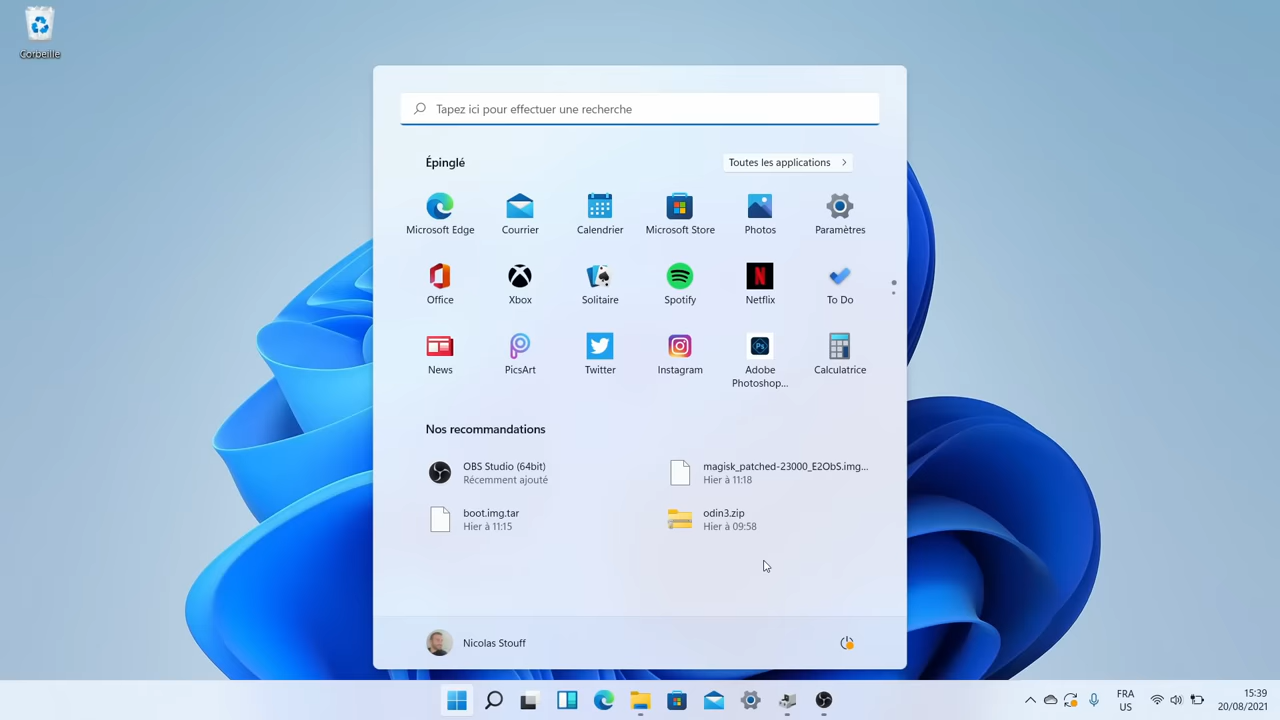 Corbeille
Tapez ici pour effectuer une recherche
Épinglé
Toutes les applications
Microsoft Edge
Courrier
Calendrier
Microsoft Store
Photos
Paramètres
Office
Xbox
Solitaire
Spotify
Netflix
To Do
News
PicsArt
Twitter
Instagram
Adobe
Photoshop...
Calculatrice
Nos recommandations
OBS Studio (64bit)
Récemment ajouté
magisk_patched-23000_E2ObS.img...
Hier à 11:18
boot.img.tar
Hier à 11:15
odin3.zip
Hier à 09:58
Nicolas Stouff
FRA
US
15:39
20/08/2021